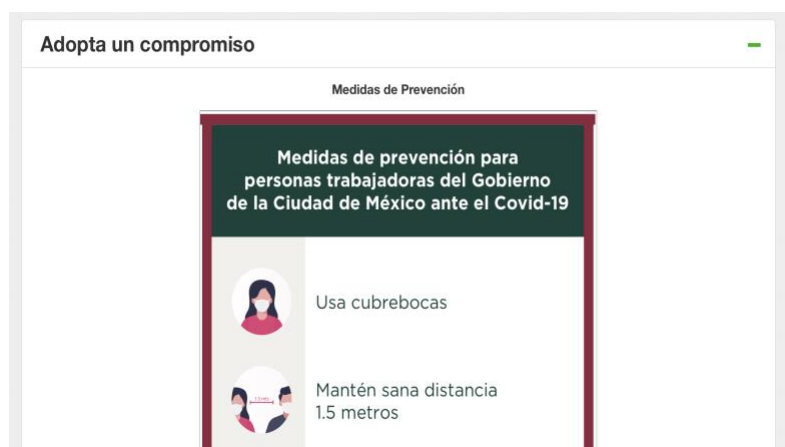 Adopta un compromiso
Medidas de Prevención
Medidas de prevención para
personas trabajadoras del Gobierno
de la Ciudad de México ante el Covid-19
Usa cubrebocas
Mantén sana distancia
1.5 metros